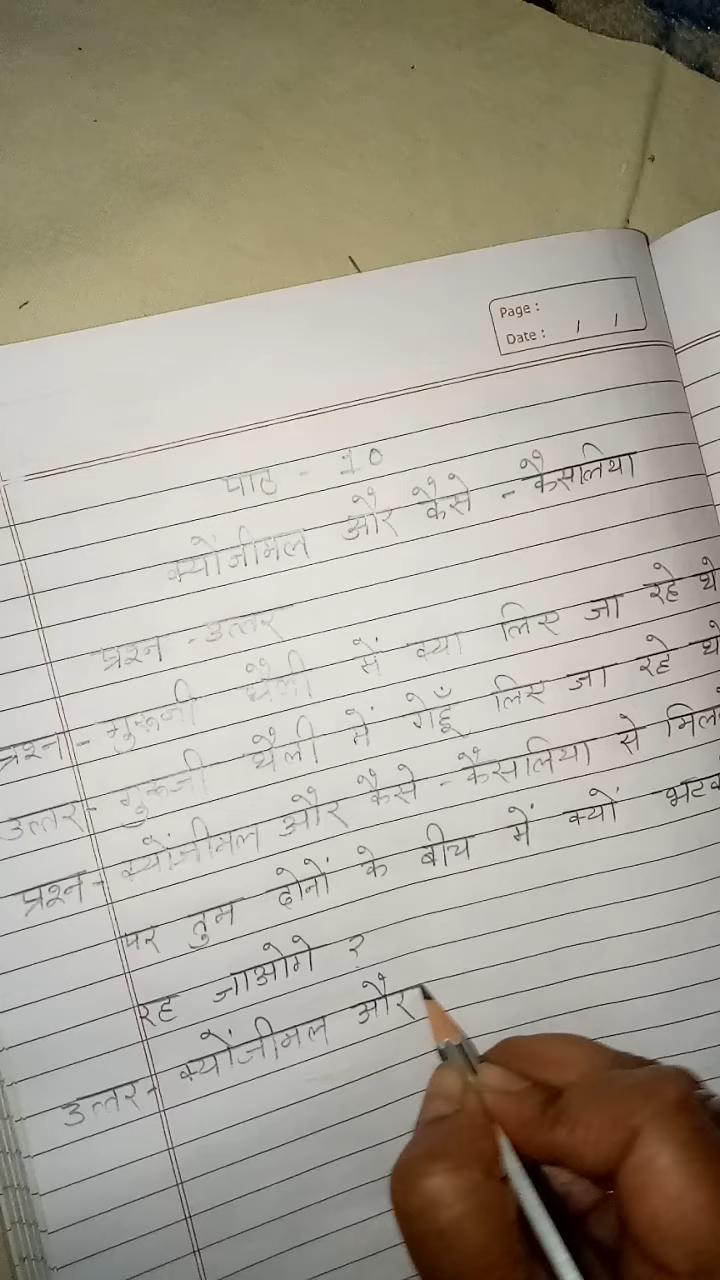 Page :
Date : / /
पाठ - 10
क्योंजीमल और कैसे - कैसलिया
प्रश्न - उत्तर
प्रश्न - गुरुजी थैली में क्या लिए जा रहे थे
उत्तर - गुरुजी थैली में गेहूँ लिए जा रहे थे
प्रश्न - क्योंजीमल और कैसे - कैसलिया से
पर तुम दोनों के बीच में क्यों
रह जाओगे ?
उत्तर - क्योंजीमल और